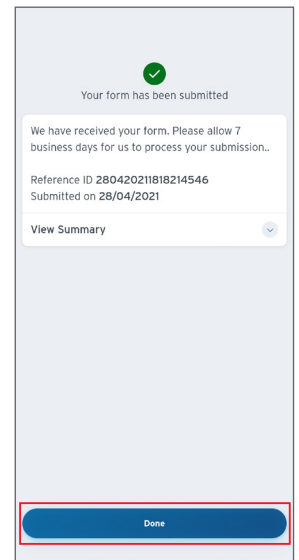 Your form has been submitted
We have received your form. Please allow 7
business days for us to process your submission..
Reference ID 280420211818214546
Submitted on 28/04/2021
View Summary
Done